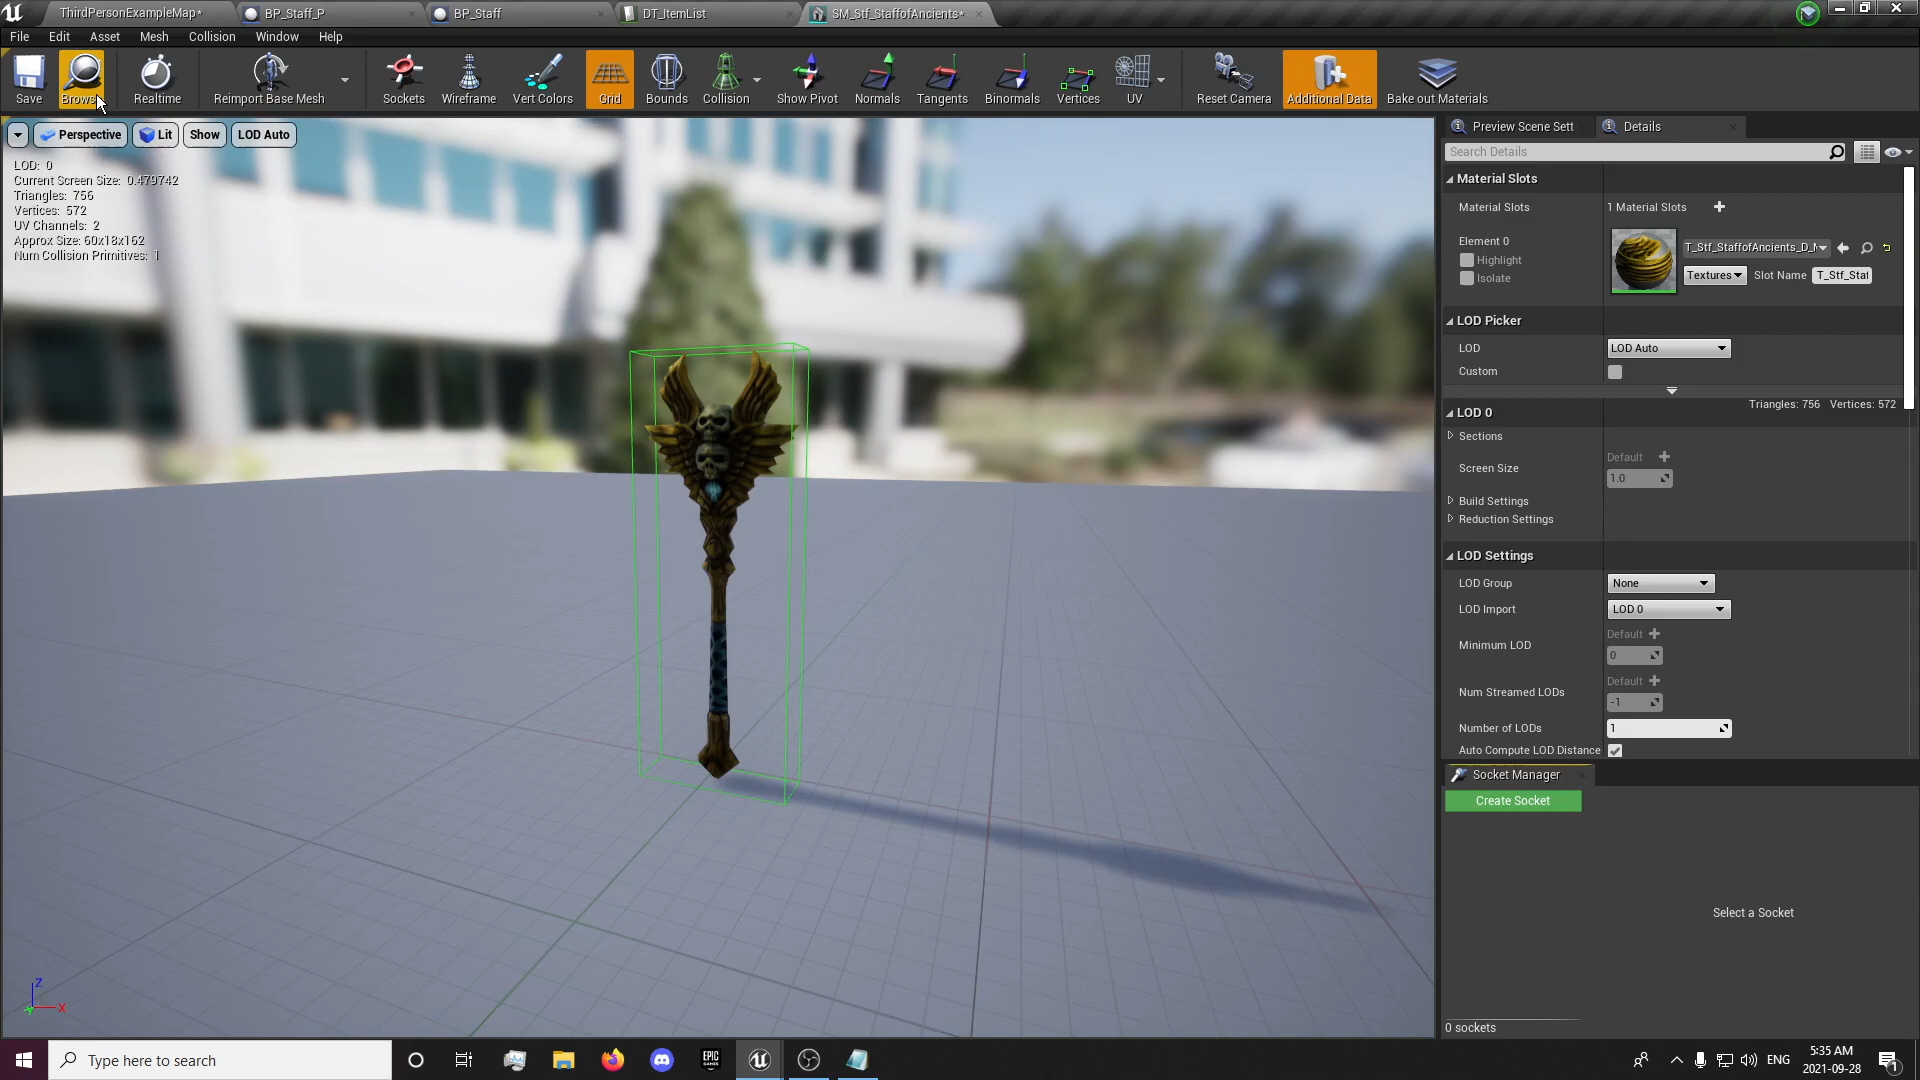 ThirdPersonExampleMap*
BP_Staff_P
BP_Staff
DT_ItemList
SM_Stf_StaffofAncients*
File Edit Asset Mesh Collision Window Help
Save
Browse
Realtime
Reimport Base Mesh
Sockets
Wireframe
Vert Colors
Grid
Bounds
Collision
Show Pivot
Normals
Tangents
Binormals
Vertices
UV
Reset Camera
Additional Data
Bake out Materials
Perspective Lit Show LOD Auto
LOD: 0
Current Screen Size: 0.479742
Triangles: 756
Vertices: 572
UV Channels: 2
Approx Size: 60x18x162
Num Collision Primitives: 1
Z
X
Preview Scene Sett
Details
Search Details
Material Slots
Material Slots 1 Material Slots
Element 0
Highlight
Isolate
T_Stf_StaffofAncients_D_M
Textures Slot Name T_Stf_Staf
LOD Picker
LOD LOD Auto
Custom
LOD 0 Triangles: 756 Vertices: 572
Sections
Screen Size Default
1.0
Build Settings
Reduction Settings
LOD Settings
LOD Group None
LOD Import LOD 0
Minimum LOD Default
0
Num Streamed LODs Default
-1
Number of LODs 1
Auto Compute LOD Distance
Socket Manager
Create Socket
Select a Socket
0 sockets
Type here to search
EPIC GAMES
ENG
5:35 AM
2021-09-28
1